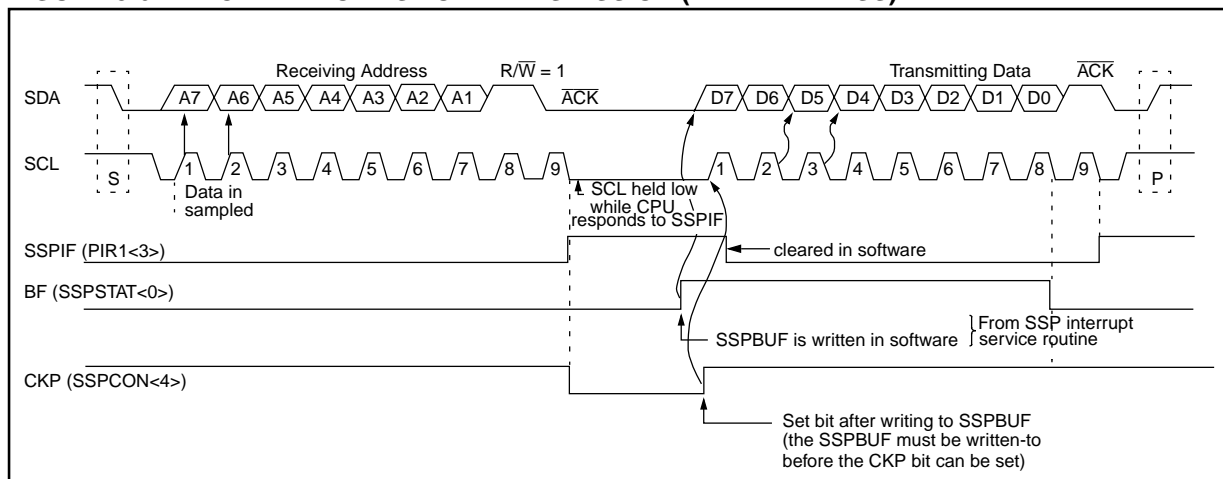 Receiving Address
R/W = 1
Transmitting Data
ACK
SDA
A7 A6 A5 A4 A3 A2 A1
ACK
D7 D6 D5 D4 D3 D2 D1 D0
SCL
S
1 2 3 4 5 6 7 8 9
1 2 3 4 5 6 7 8 9
P
Data in
sampled
SCL held low
while CPU
responds to SSPIF
SSPIF (PIR1<3>)
cleared in software
BF (SSPSTAT<0>)
SSPBUF is written in software
From SSP interrupt
service routine
CKP (SSPCON<4>)
Set bit after writing to SSPBUF
(the SSPBUF must be written-to
before the CKP bit can be set)